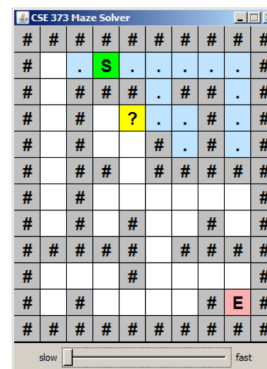 CSE 373 Maze Solver
# # # # # # # # # #
# . S . . . . . #
# # # # . # # . #
# # ? . . # . #
# # # . # . #
# # # # # # # #
# # #
# # # # #
# # # # # # # # #
# # #
# # # E #
# # # # # # # # # #
slow fast